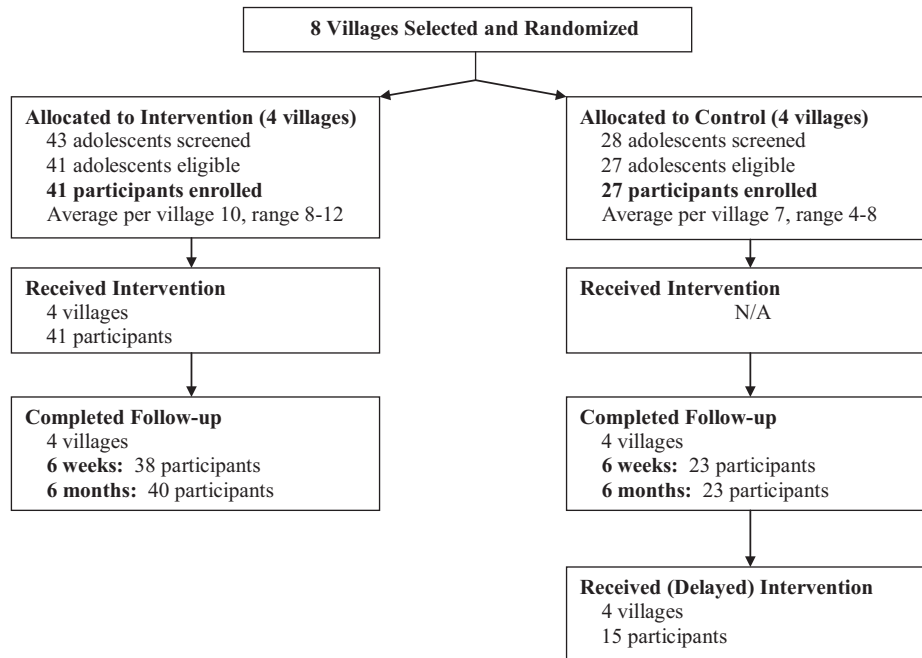 8 Villages Selected and Randomized
Allocated to Intervention (4 villages)
43 adolescents screened
41 adolescents eligible
41 participants enrolled
Average per village 10, range 8-12
Allocated to Control (4 villages)
28 adolescents screened
27 adolescents eligible
27 participants enrolled
Average per village 7, range 4-8
Received Intervention
4 villages
41 participants
Received Intervention
N/A
Completed Follow-up
4 villages
6 weeks: 38 participants
6 months: 40 participants
Completed Follow-up
4 villages
6 weeks: 23 participants
6 months: 23 participants
Received (Delayed) Intervention
4 villages
15 participants